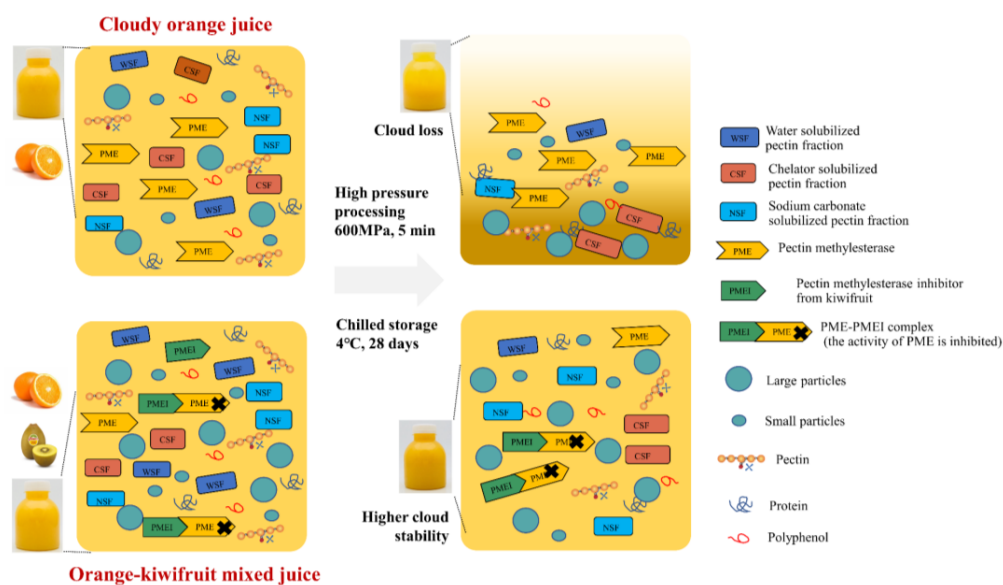 Cloudy orange juice
WSF
CSF
NSF
PME
NSF
PME
CSF
CSF
CSF
PME
WSF
NSF
PME
Cloud loss
PME
WSF
PME
PME
NSF
PME
CSF
CSF
High pressure
processing
600MPa, 5 min
Chilled storage
4℃, 28 days
WSF
PMEI
WSF
NSF
PMEI PME
PME
CSF
NSF
CSF
WSF
WSF
NSF
PMEI PME
Orange-kiwifruit mixed juice
WSF
PME
NSF
NSF
CSF
PMEI PME
CSF
PMEI PME
NSF
Higher cloud
stability
WSF
Water solubilized
pectin fraction
CSF
Chelator solubilized
pectin fraction
NSF
Sodium carbonate
solubilized pectin fraction
PME
Pectin methylesterase
PMEI
Pectin methylesterase inhibitor
from kiwifruit
PMEI PME
PME-PMEI complex
(the activity of PME is inhibited)
Large particles
Small particles
Pectin
Protein
Polyphenol